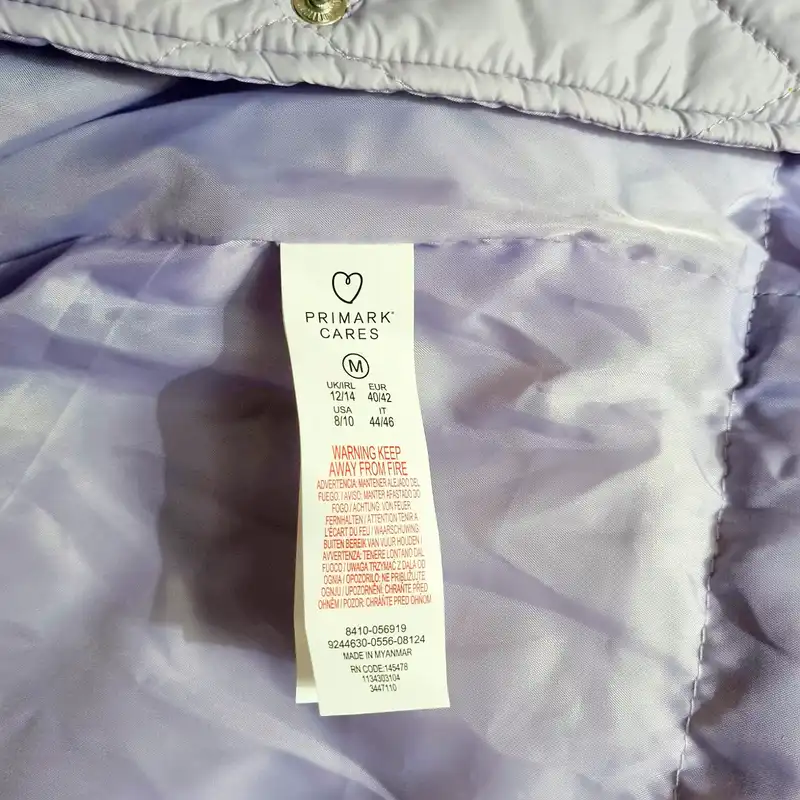 PRIMARK®
CARES
M
UK/IRL EUR
12/14 40/42
USA IT
8/10 44/46
WARNING KEEP
AWAY FROM FIRE
ADVERTENCIA: MANTENER ALEJADO DEL
FUEGO / AVISO: MANTER AFASTADO DO
FOGO / ACHTUNG: VON FEUER
FERNHALTEN / ATTENTION TENIR A
L'ECART DU FEU / WAARSCHUWING
BUITEN BEREIK VAN VUUR HOUDEN /
AVVERTENZA: TENERE LONTANO DAL
FUOCO / UWAGA TRZYMAĆ Z DALA OD
OGNIA / OPOZORILO: NE PRIBLIŽUJTE
OGNJU / UPOZORNĚNÍ: CHRAŇTE PŘED
OHNĚM / POZOR: CHRÁŇTE PRED OHŇOM
8410-056919
9244630-0556-08124
MADE IN MYANMAR
RN CODE:145478
1134303104
3447110